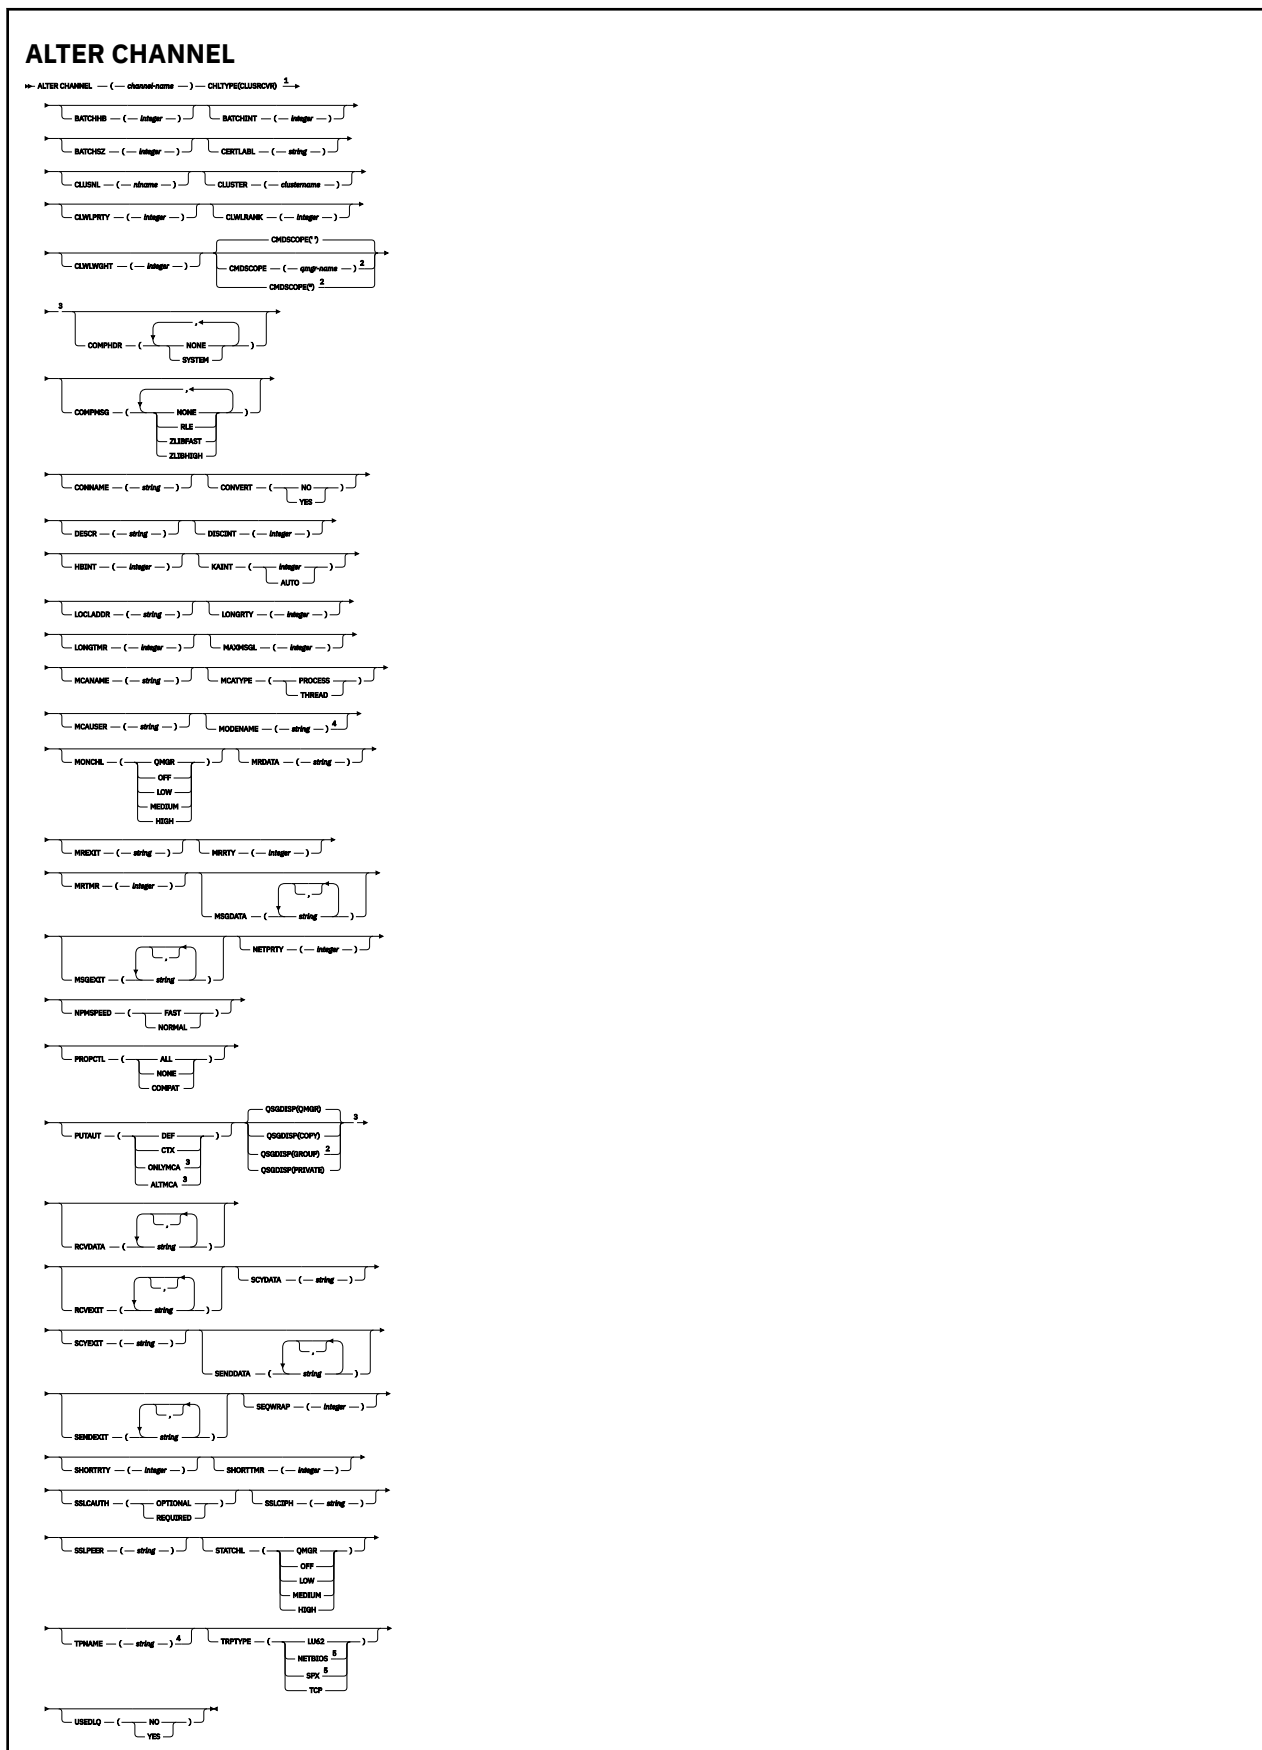 ALTER CHANNEL
ALTER CHANNEL ( channel-name ) CHLTYPE(CLUSRCVR) 1
BATCHHB ( integer ) BATCHINT ( integer )
BATCHSZ ( integer ) CERTLABL ( string )
CLUSNL ( nlname ) CLUSTER ( clustername )
CLWLPRTY ( integer ) CLWLRANK ( integer )
CMDSCOPE(' ')
CLWLWGHT ( integer )
CMDSCOPE ( qmgr-name ) 2
CMDSCOPE(*) 2
3
,
COMPHDR ( NONE )
SYSTEM
,
COMPMSG ( NONE )
RLE
ZLIBFAST
ZLIBHIGH
CONNAME ( string ) CONVERT ( NO )
YES
DESCR ( string ) DISCINT ( integer )
HBINT ( integer ) KAINT ( integer )
AUTO
LOCLADDR ( string ) LONGRTY ( integer )
LONGTMR ( integer ) MAXMSGL ( integer )
MCANAME ( string ) MCATYPE ( PROCESS )
THREAD
MCAUSER ( string ) MODENAME ( string ) 4
MONCHL ( QMGR ) MRDATA ( string )
OFF
LOW
MEDIUM
HIGH
MREXIT ( string ) MRRTY ( integer )
MRTMR ( integer )
,
MSGDATA ( string )
,
NETPRTY ( integer )
MSGEXIT ( string )
NPMSPEED ( FAST )
NORMAL
PROPCTL ( ALL )
NONE
COMPAT
QSGDISP(QMGR) 3
PUTAUT ( DEF ) QSGDISP(COPY)
CTX QSGDISP(GROUP) 2
ONLYMCA 3 QSGDISP(PRIVATE)
ALTMCA 3
,
RCVDATA ( string )
,
SCYDATA ( string )
RCVEXIT ( string )
SCYEXIT ( string )
,
SENDDATA ( string )
,
SEQWRAP ( integer )
SENDEXIT ( string )
SHORTRTY ( integer ) SHORTTMR ( integer )
SSLCAUTH ( OPTIONAL ) SSLCIPH ( string )
REQUIRED
SSLPEER ( string ) STATCHL ( QMGR )
OFF
LOW
MEDIUM
HIGH
TPNAME ( string ) 4 TRPTYPE ( LU62 )
NETBIOS 5
SPX 5
TCP
USEDLQ ( NO )
YES